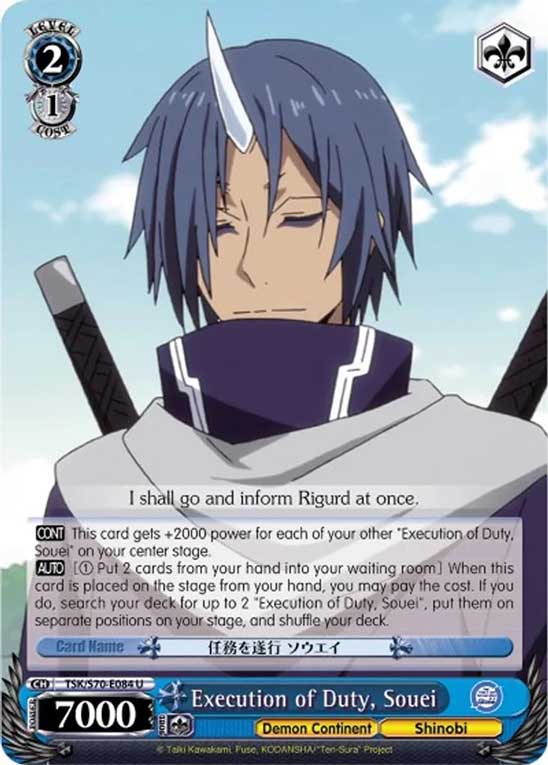 LEVEL
2
1
COST
I shall go and inform Rigurd at once.
CONT This card gets +2000 power for each of your other "Execution of Duty,
Souei" on your center stage.
AUTO [① Put 2 cards from your hand into your waiting room] When this
card is placed on the stage from your hand, you may pay the cost. If you
do, search your deck for up to 2 "Execution of Duty, Souei", put them on
separate positions on your stage, and shuffle your deck.
Card Name 任務を遂行 ソウエイ
CH TSK/S70-E084 U
Execution of Duty, Souei
POWER 7000
SOUL
Demon Continent Shinobi
© Taiki Kawakami, Fuse, KODANSHA/"Ten-Sura" Project